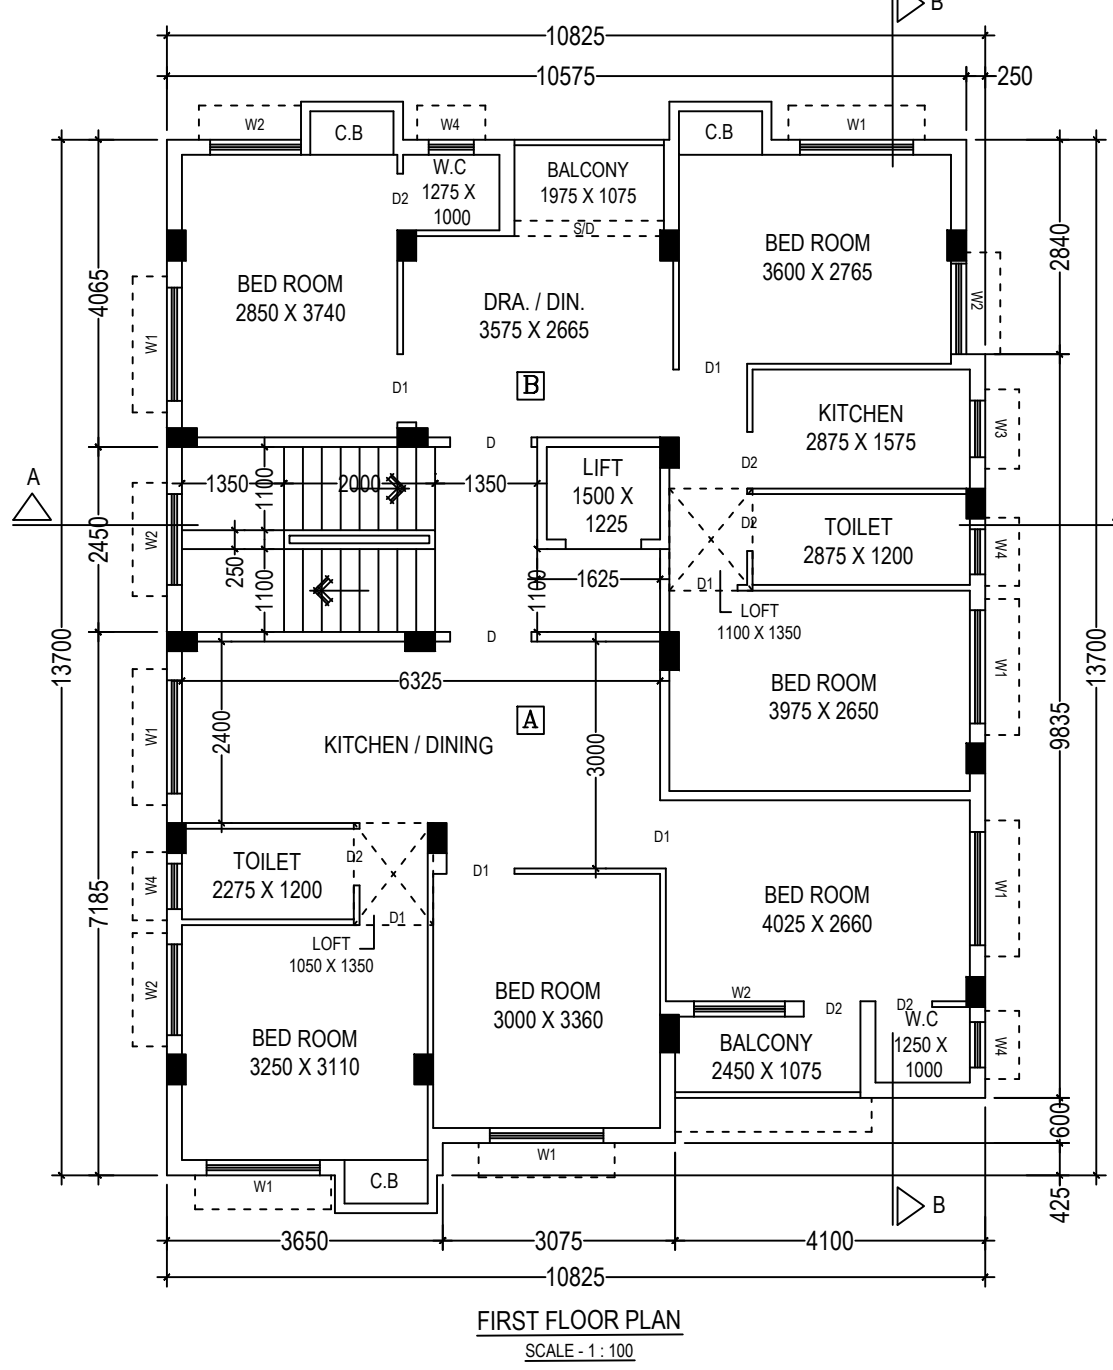 B
10825
10575
250
W2
C.B
W4
C.B
W1
W.C
1275 X
1000
D2
BALCONY
1975 X 1075
S/D
BED ROOM
3600 X 2765
2840
4065
BED ROOM
2850 X 3740
DRA. / DIN.
3575 X 2665
W2
W1
D1
D1
B
KITCHEN
2875 X 1575
W3
D
D2
A
1350
1100
2000
1350
LIFT
1500 X
1225
TOILET
2875 X 1200
D2
W4
2450
W2
250
1100
1100
1625
D1
LOFT
1100 X 1350
D
13700
13700
W1
BED ROOM
3975 X 2650
6325
A
2400
KITCHEN / DINING
3000
9835
W1
TOILET
2275 X 1200
D2
D1
D1
W4
7185
D1
LOFT
1050 X 1350
BED ROOM
4025 X 2660
W1
W2
BED ROOM
3250 X 3110
BED ROOM
3000 X 3360
W2
D2
D2
W.C
1250 X
1000
W4
BALCONY
2450 X 1075
600
W1
W1
C.B
425
B
3650
3075
4100
10825
FIRST FLOOR PLAN
SCALE - 1 : 100